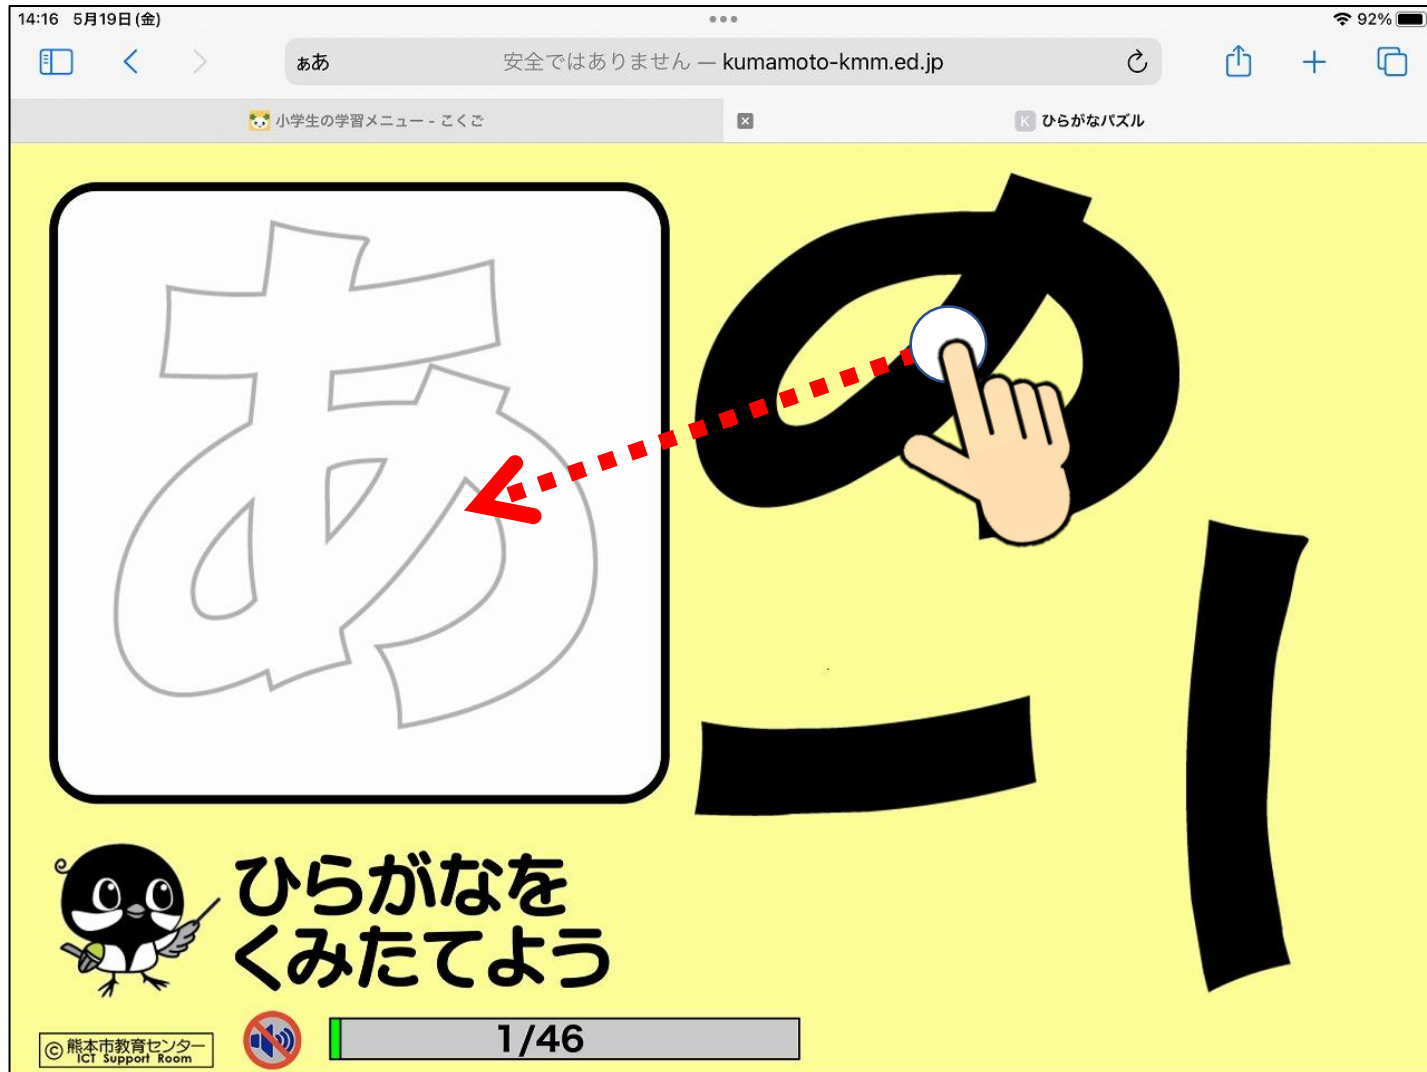 14:16 5月19日(金)
92%
ぁあ
安全ではありません — kumamoto-kmm.ed.jp
小学生の学習メニュー - こくご
K ひらがなパズル
あ
ひらがなを
くみたてよう
1/46
©熊本市教育センター
ICT Support Room